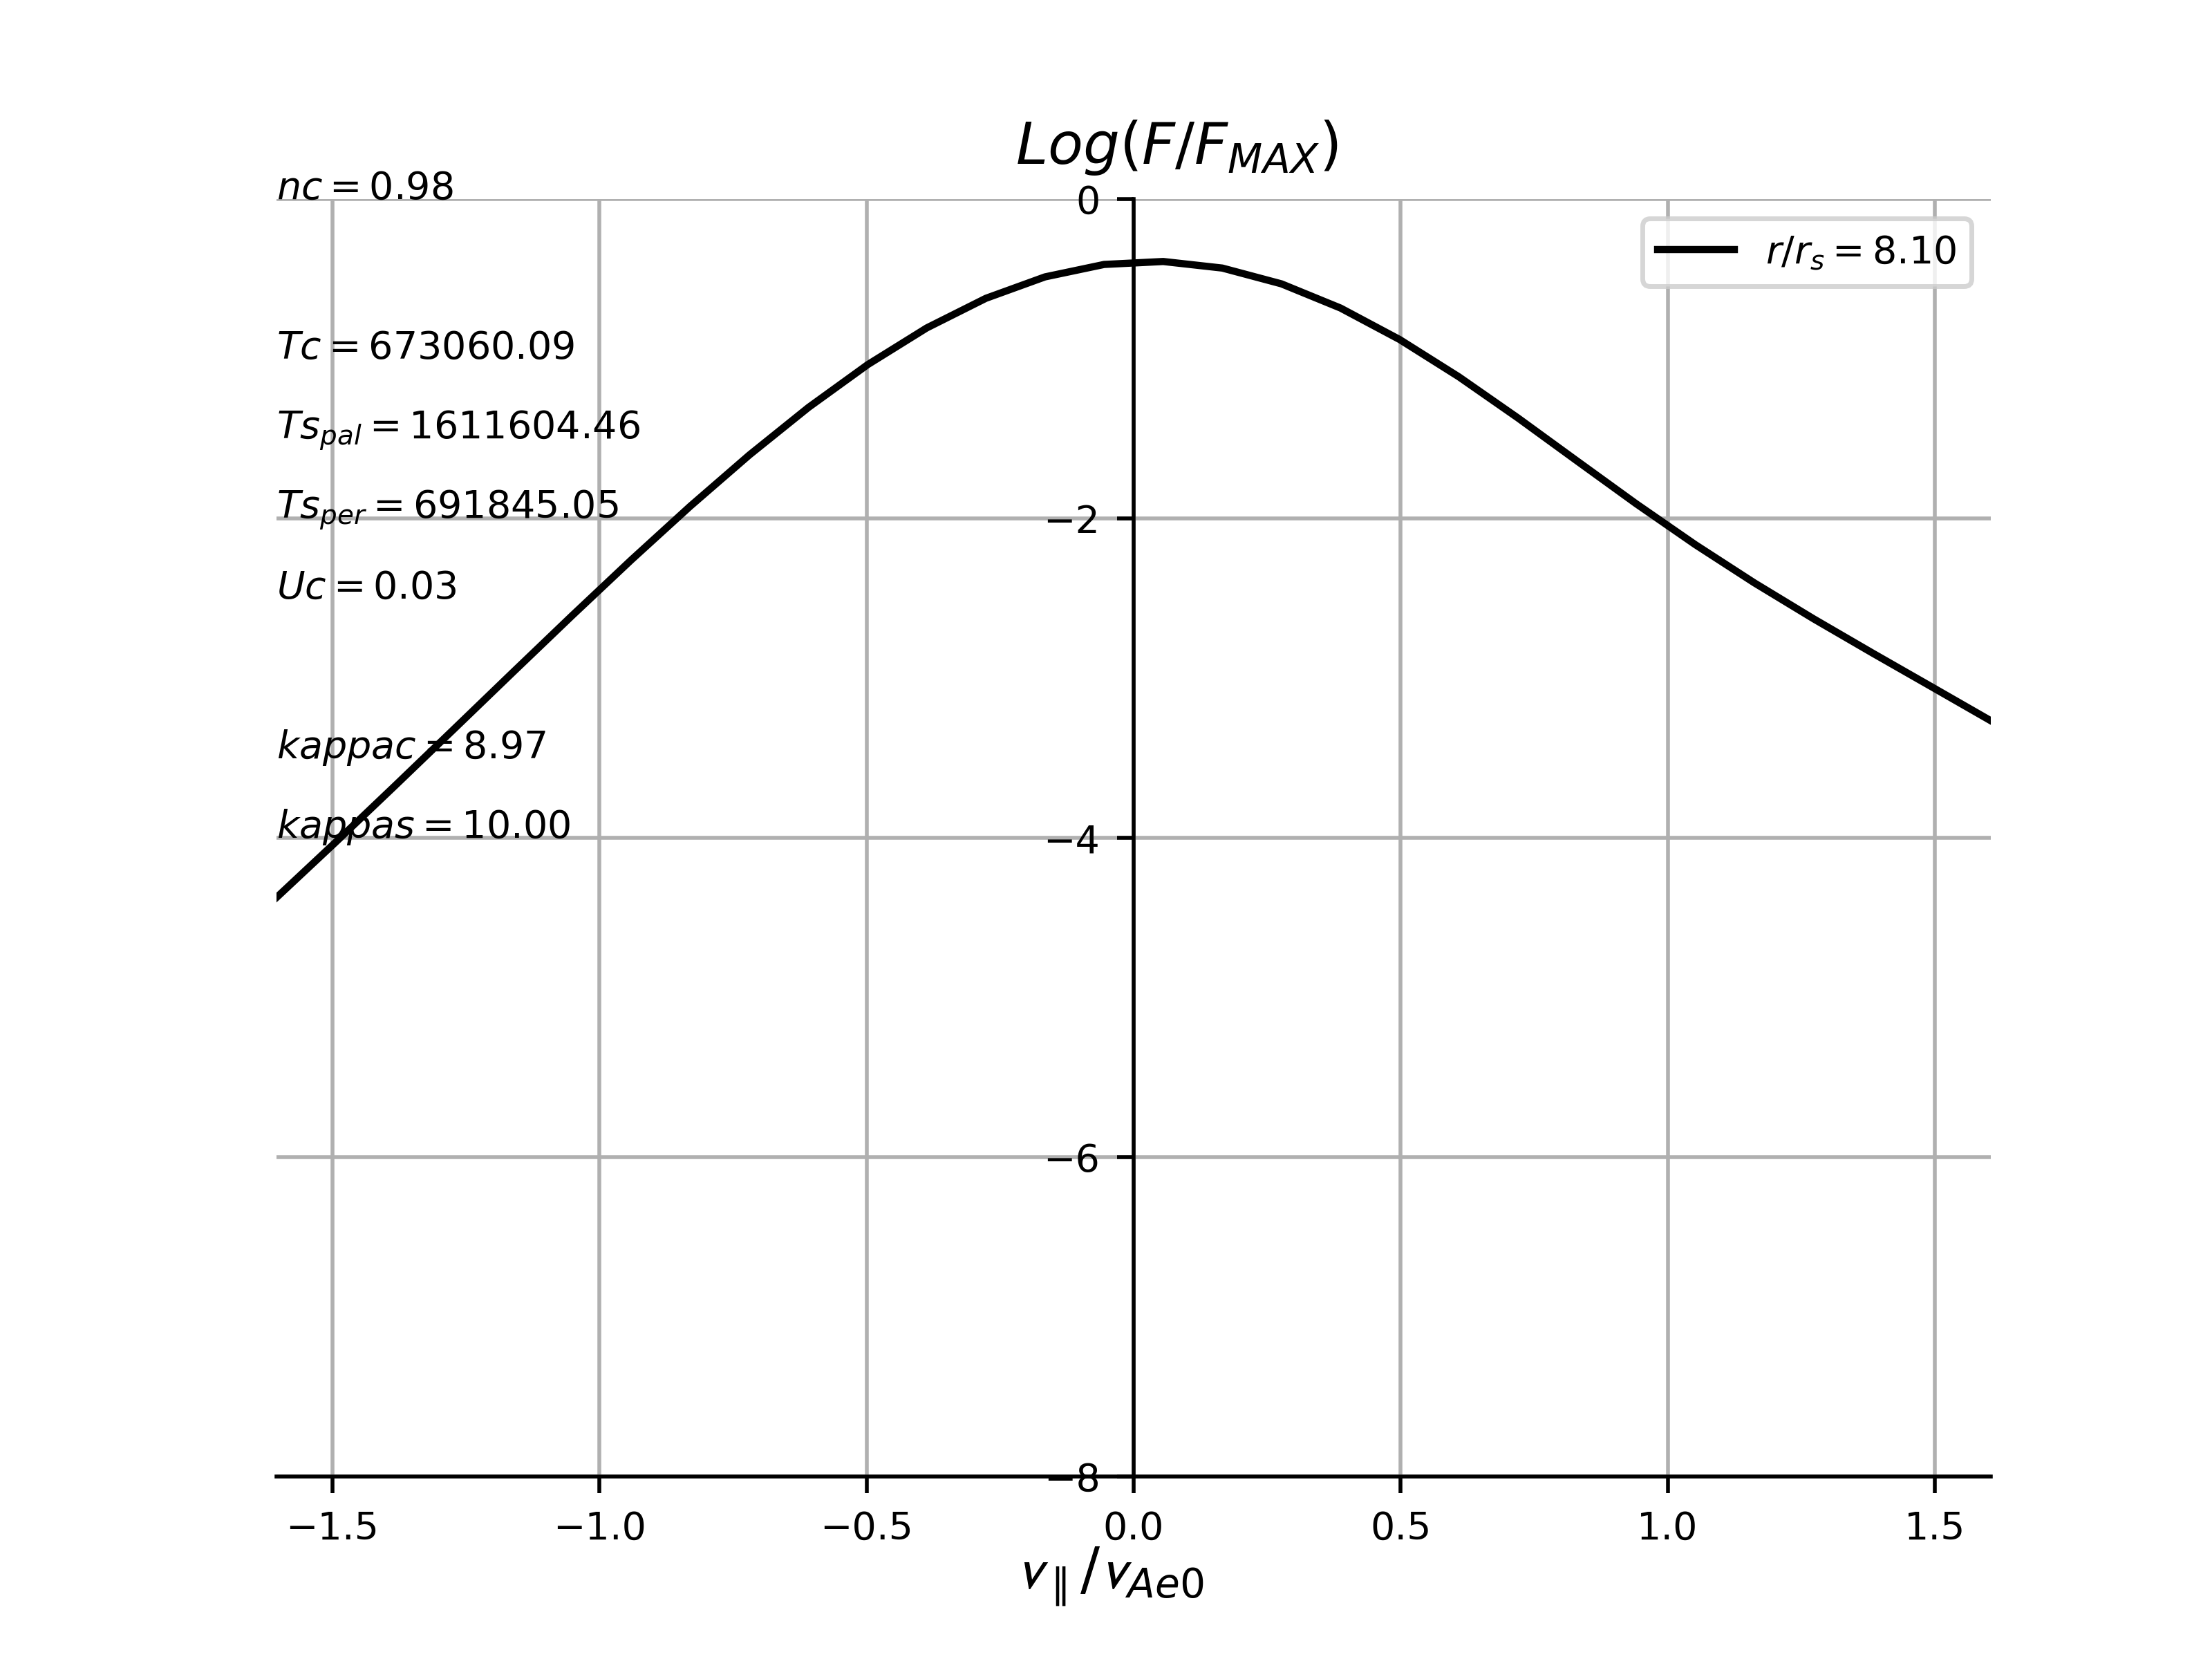 Log(F/F_MAX)
nc = 0.98
0
r/r_s = 8.10
Tc = 673060.09
Ts_pal = 1611604.46
Ts_per = 691845.05
−2
Uc = 0.03
kappac = 8.97
kappas = 10.00
−4
−6
−8
−1.5 −1.0 −0.5 0.0 0.5 1.0 1.5
v_∥/v_Ae0